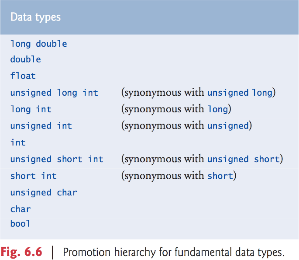 Data types
long double
double
float
unsigned long int (synonymous with unsigned long)
long int (synonymous with long)
unsigned int (synonymous with unsigned)
int
unsigned short int (synonymous with unsigned short)
short int (synonymous with short)
unsigned char
char
bool
Fig. 6.6 | Promotion hierarchy for fundamental data types.